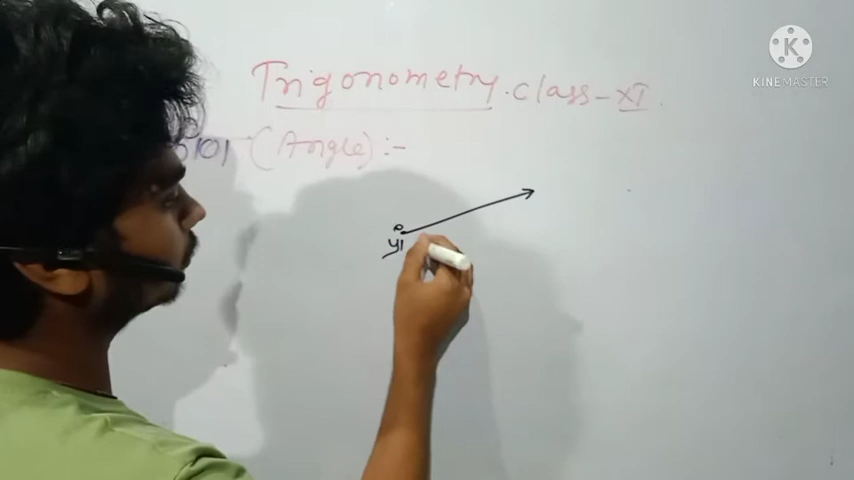 Trigonometry. class - XI
(Angle) :-
KINEMASTER